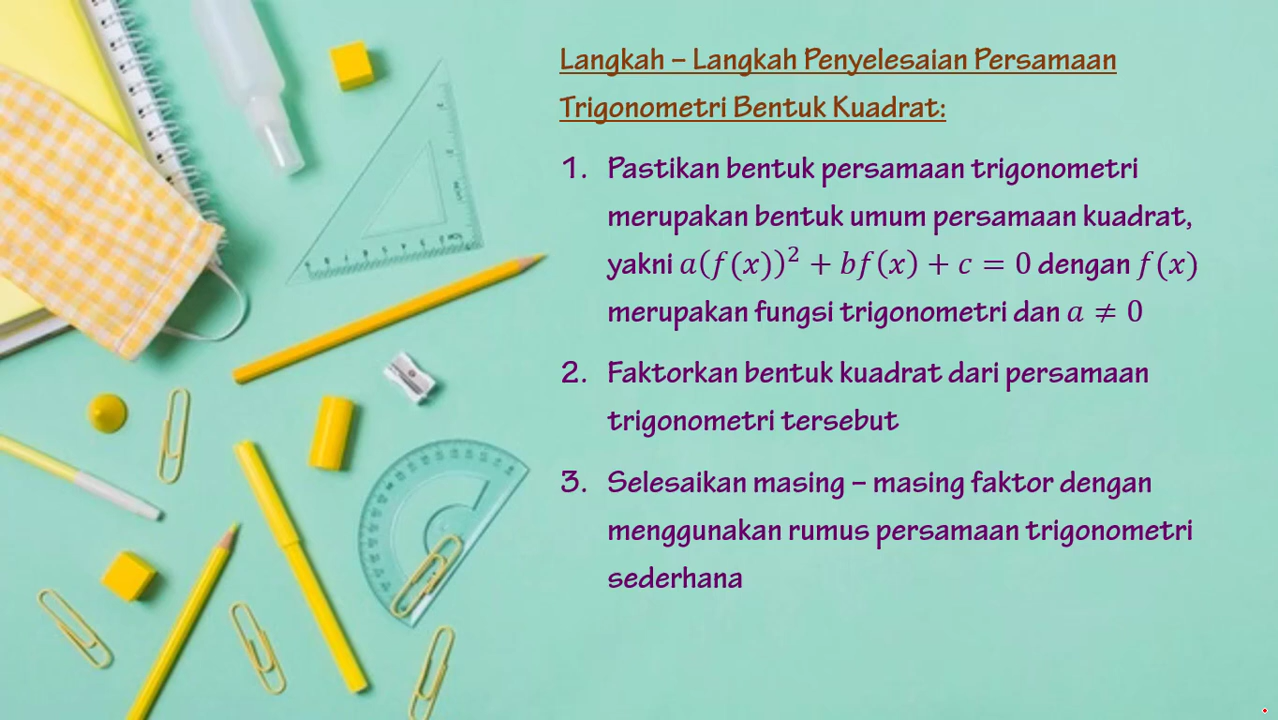 Langkah – Langkah Penyelesaian Persamaan
Trigonometri Bentuk Kuadrat:
1. Pastikan bentuk persamaan trigonometri
merupakan bentuk umum persamaan kuadrat,
yakni a(f(x))² + bf(x) + c = 0 dengan f(x)
merupakan fungsi trigonometri dan a ≠ 0
2. Faktorkan bentuk kuadrat dari persamaan
trigonometri tersebut
3. Selesaikan masing – masing faktor dengan
menggunakan rumus persamaan trigonometri
sederhana